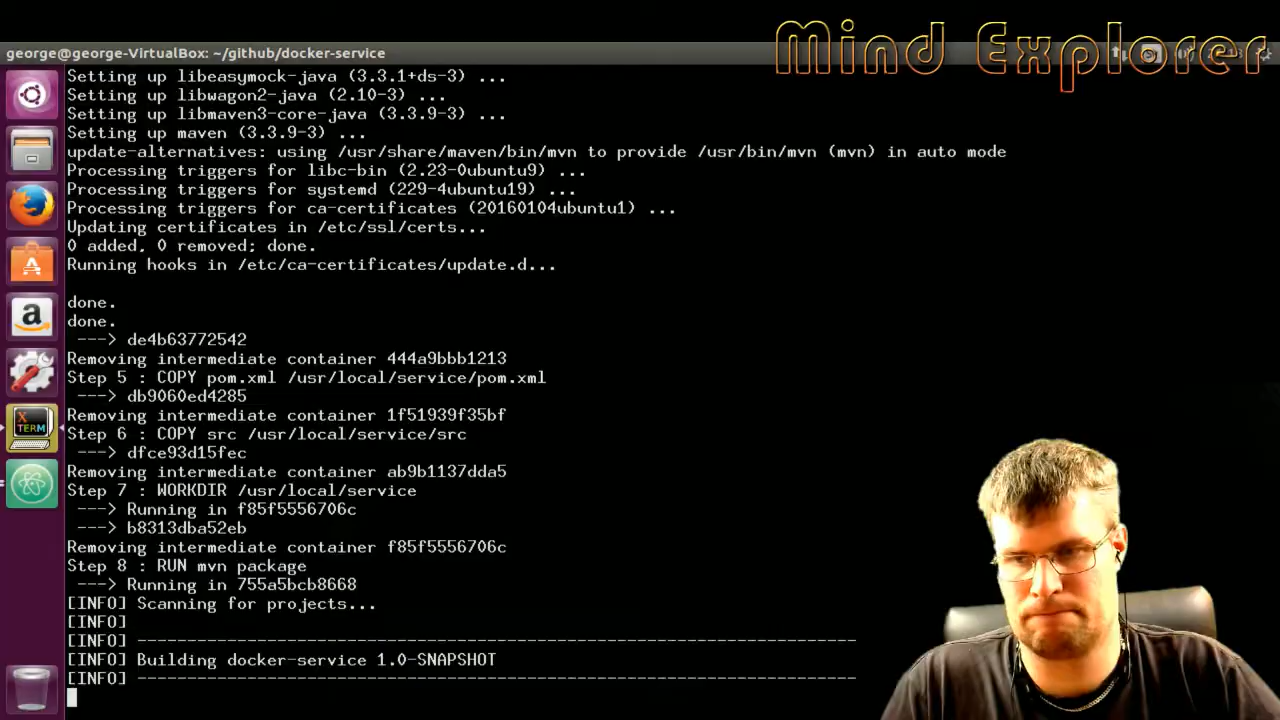 Mind Explorer
george@george-VirtualBox: ~/github/docker-service
Setting up libeasymock-java (3.3.1+ds-3) ...
Setting up libwagon2-java (2.10-3) ...
Setting up libmaven3-core-java (3.3.9-3) ...
Setting up maven (3.3.9-3) ...
update-alternatives: using /usr/share/maven/bin/mvn to provide /usr/bin/mvn (mvn) in auto mode
Processing triggers for libc-bin (2.23-0ubuntu9) ...
Processing triggers for systemd (229-4ubuntu19) ...
Processing triggers for ca-certificates (20160104ubuntu1) ...
Updating certificates in /etc/ssl/certs...
0 added, 0 removed; done.
Running hooks in /etc/ca-certificates/update.d...
done.
done.
---> de4b63772542
Removing intermediate container 444a9bbb1213
Step 5 : COPY pom.xml /usr/local/service/pom.xml
---> db9060ed4285
Removing intermediate container 1f51939f35bf
Step 6 : COPY src /usr/local/service/src
---> dfce93d15fec
Removing intermediate container ab9b1137dda5
Step 7 : WORKDIR /usr/local/service
---> Running in f85f5556706c
---> b8313dba52eb
Removing intermediate container f85f5556706c
Step 8 : RUN mvn package
---> Running in 755a5bcb8668
[INFO] Scanning for projects...
[INFO]
[INFO] ------------------------------------------------------------------------
[INFO] Building docker-service 1.0-SNAPSHOT
[INFO] ------------------------------------------------------------------------
X
TERM